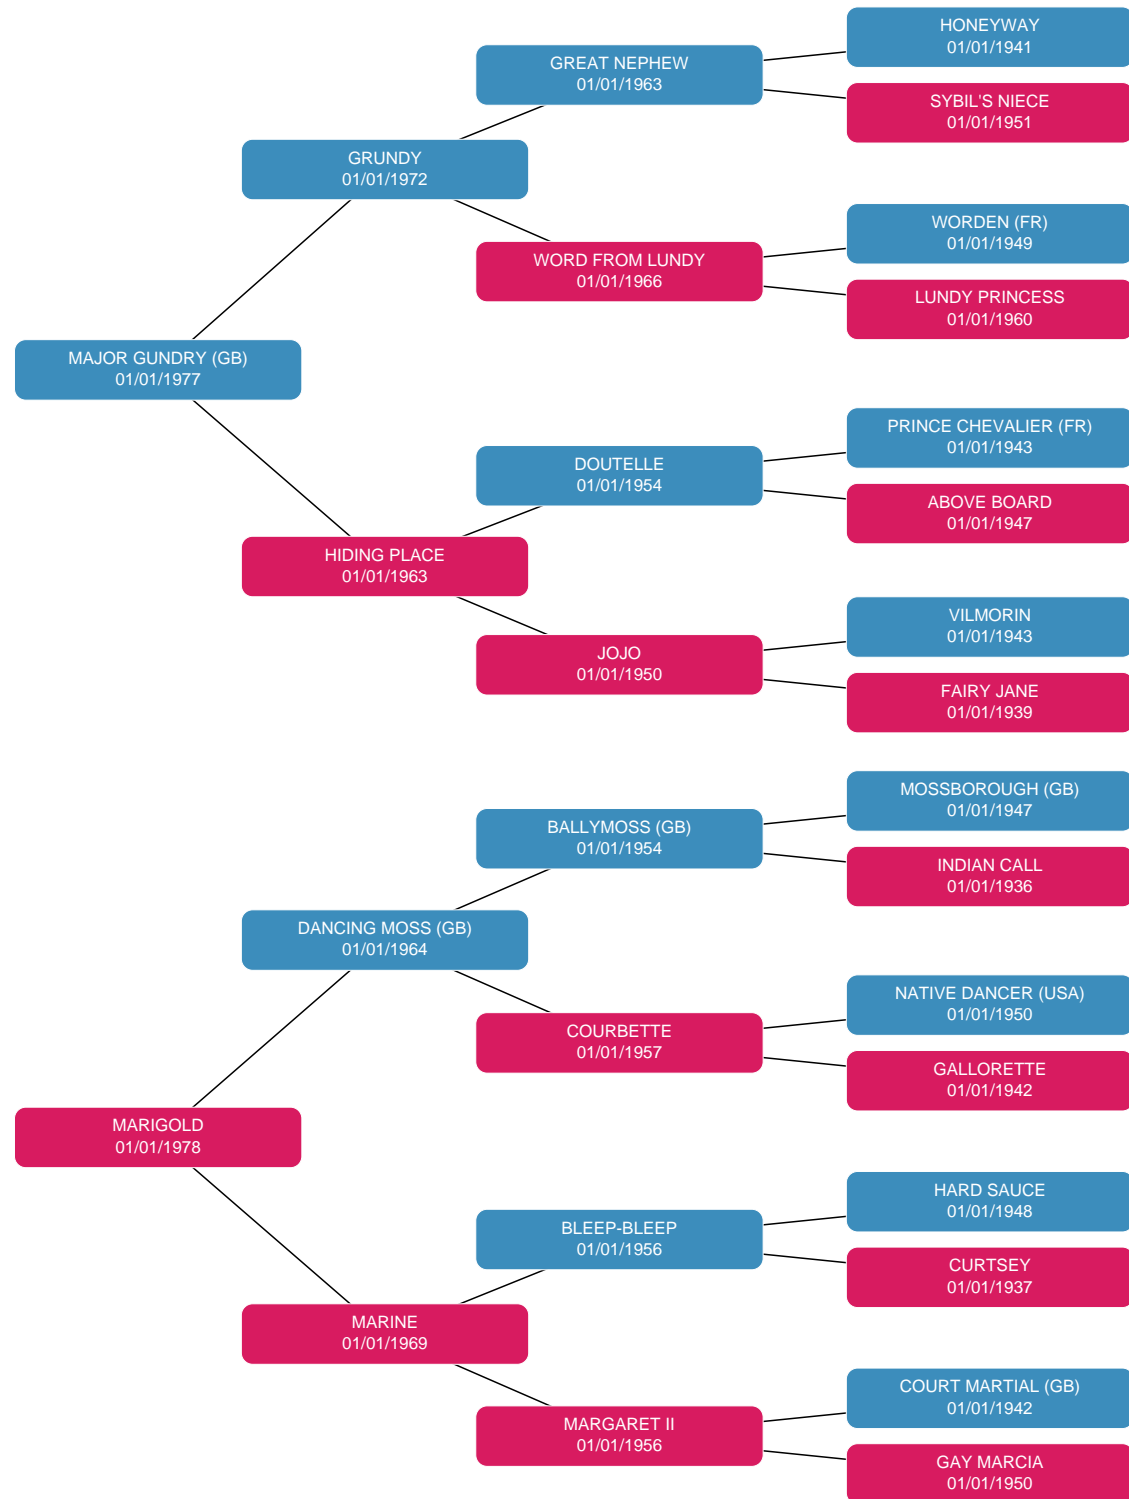 HONEYWAY
01/01/1941
GREAT NEPHEW
01/01/1963
SYBIL'S NIECE
01/01/1951
GRUNDY
01/01/1972
WORDEN (FR)
01/01/1949
WORD FROM LUNDY
01/01/1966
LUNDY PRINCESS
01/01/1960
MAJOR GUNDRY (GB)
01/01/1977
PRINCE CHEVALIER (FR)
01/01/1943
DOUTELLE
01/01/1954
ABOVE BOARD
01/01/1947
HIDING PLACE
01/01/1963
VILMORIN
01/01/1943
JOJO
01/01/1950
FAIRY JANE
01/01/1939
MOSSBOROUGH (GB)
01/01/1947
BALLYMOSS (GB)
01/01/1954
INDIAN CALL
01/01/1936
DANCING MOSS (GB)
01/01/1964
NATIVE DANCER (USA)
01/01/1950
COURBETTE
01/01/1957
GALLORETTE
01/01/1942
MARIGOLD
01/01/1978
HARD SAUCE
01/01/1948
BLEEP-BLEEP
01/01/1956
CURTSEY
01/01/1937
MARINE
01/01/1969
COURT MARTIAL (GB)
01/01/1942
MARGARET II
01/01/1956
GAY MARCIA
01/01/1950